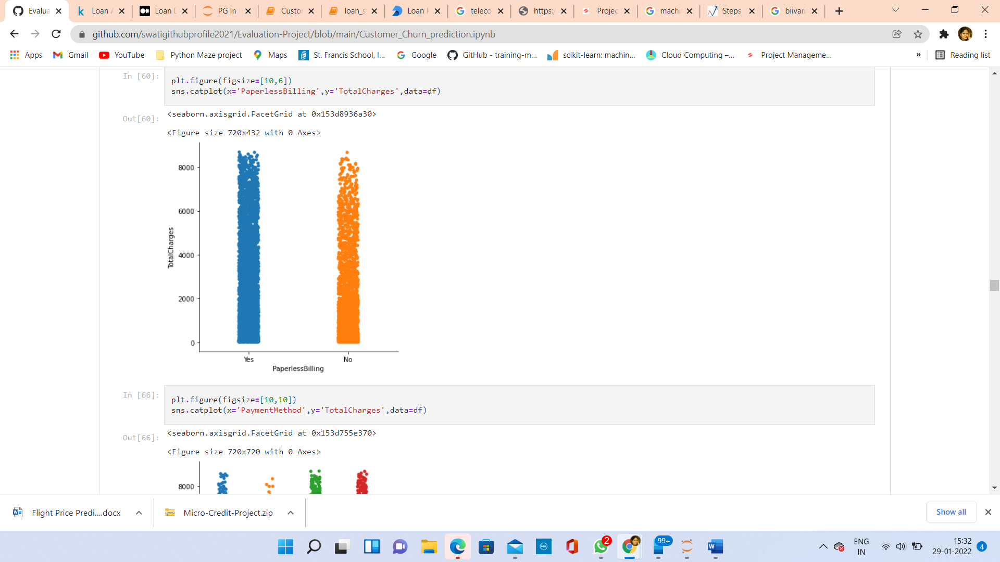 Evalua
Loan A
Loan D
PG In
Custo
loan_s
Loan P
teleco
https:/
Projec
machi
Steps
biivari
github.com/swatigithubprofile2021/Evaluation-Project/blob/main/Customer_Churn_prediction.ipynb
Apps
Gmail
YouTube
Python Maze project
Maps
St. Francis School, I...
Google
GitHub - training-m...
scikit-learn: machin...
Cloud Computing –...
Project Manageme...
»
Reading list
In [60]:
plt.figure(figsize=[10,6])
sns.catplot(x='PaperlessBilling',y='TotalCharges',data=df)
Out[60]:
<seaborn.axisgrid.FacetGrid at 0x153d8936a30>
<Figure size 720x432 with 0 Axes>
8000
6000
4000
2000
0
TotalCharges
Yes
No
PaperlessBilling
In [66]:
plt.figure(figsize=[10,10])
sns.catplot(x='PaymentMethod',y='TotalCharges',data=df)
Out[66]:
<seaborn.axisgrid.FacetGrid at 0x153d755e370>
<Figure size 720x720 with 0 Axes>
8000
Flight Price Predi....docx
Micro-Credit-Project.zip
Show all
2
99+
ENG
IN
15:32
29-01-2022
4